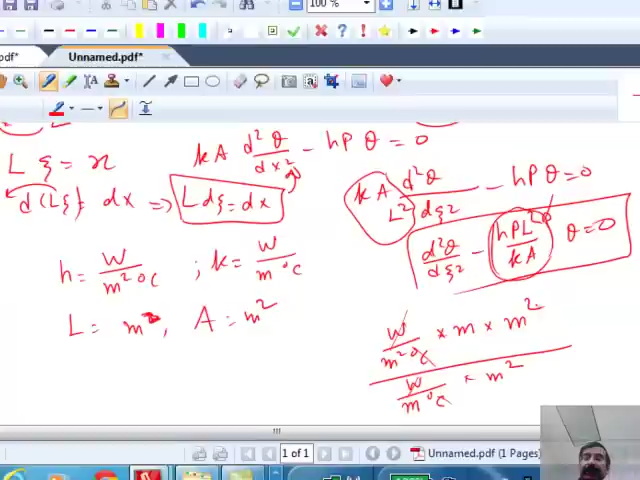 100 %
Unnamed.pdf*
kA d²θ/dx² - hPθ = 0
Lξ = x
d(Lξ) = dx ⇒ Ldξ = dx
kA/L² d²θ/dξ² - hPθ = 0
d²θ/dξ² - hPL²/kA θ = 0
h = W/m²°C ; k = W/m°C
L = m, A = m²
W/m²°C × m × m²
W/m°C × m²
1 of 1
Unnamed.pdf (1 Pages)